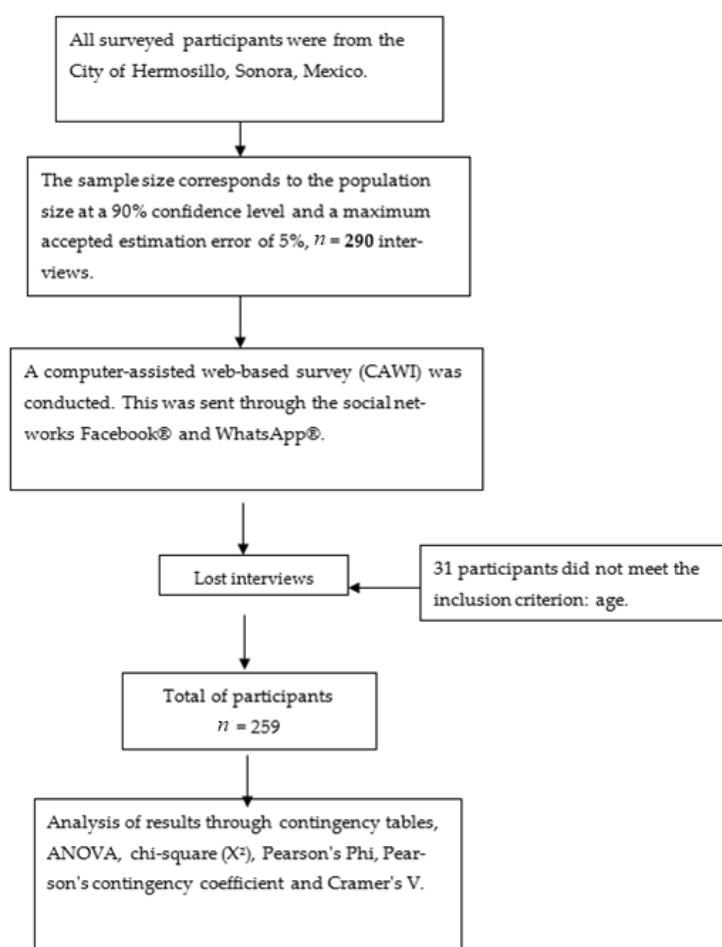 All surveyed participants were from the
City of Hermosillo, Sonora, Mexico.
The sample size corresponds to the population
size at a 90% confidence level and a maximum
accepted estimation error of 5%, n = 290 inter-
views.
A computer-assisted web-based survey (CAWI) was
conducted. This was sent through the social net-
works Facebook® and WhatsApp®.
Lost interviews
31 participants did not meet the
inclusion criterion: age.
Total of participants
n = 259
Analysis of results through contingency tables,
ANOVA, chi-square (X²), Pearson's Phi, Pear-
son's contingency coefficient and Cramer's V.